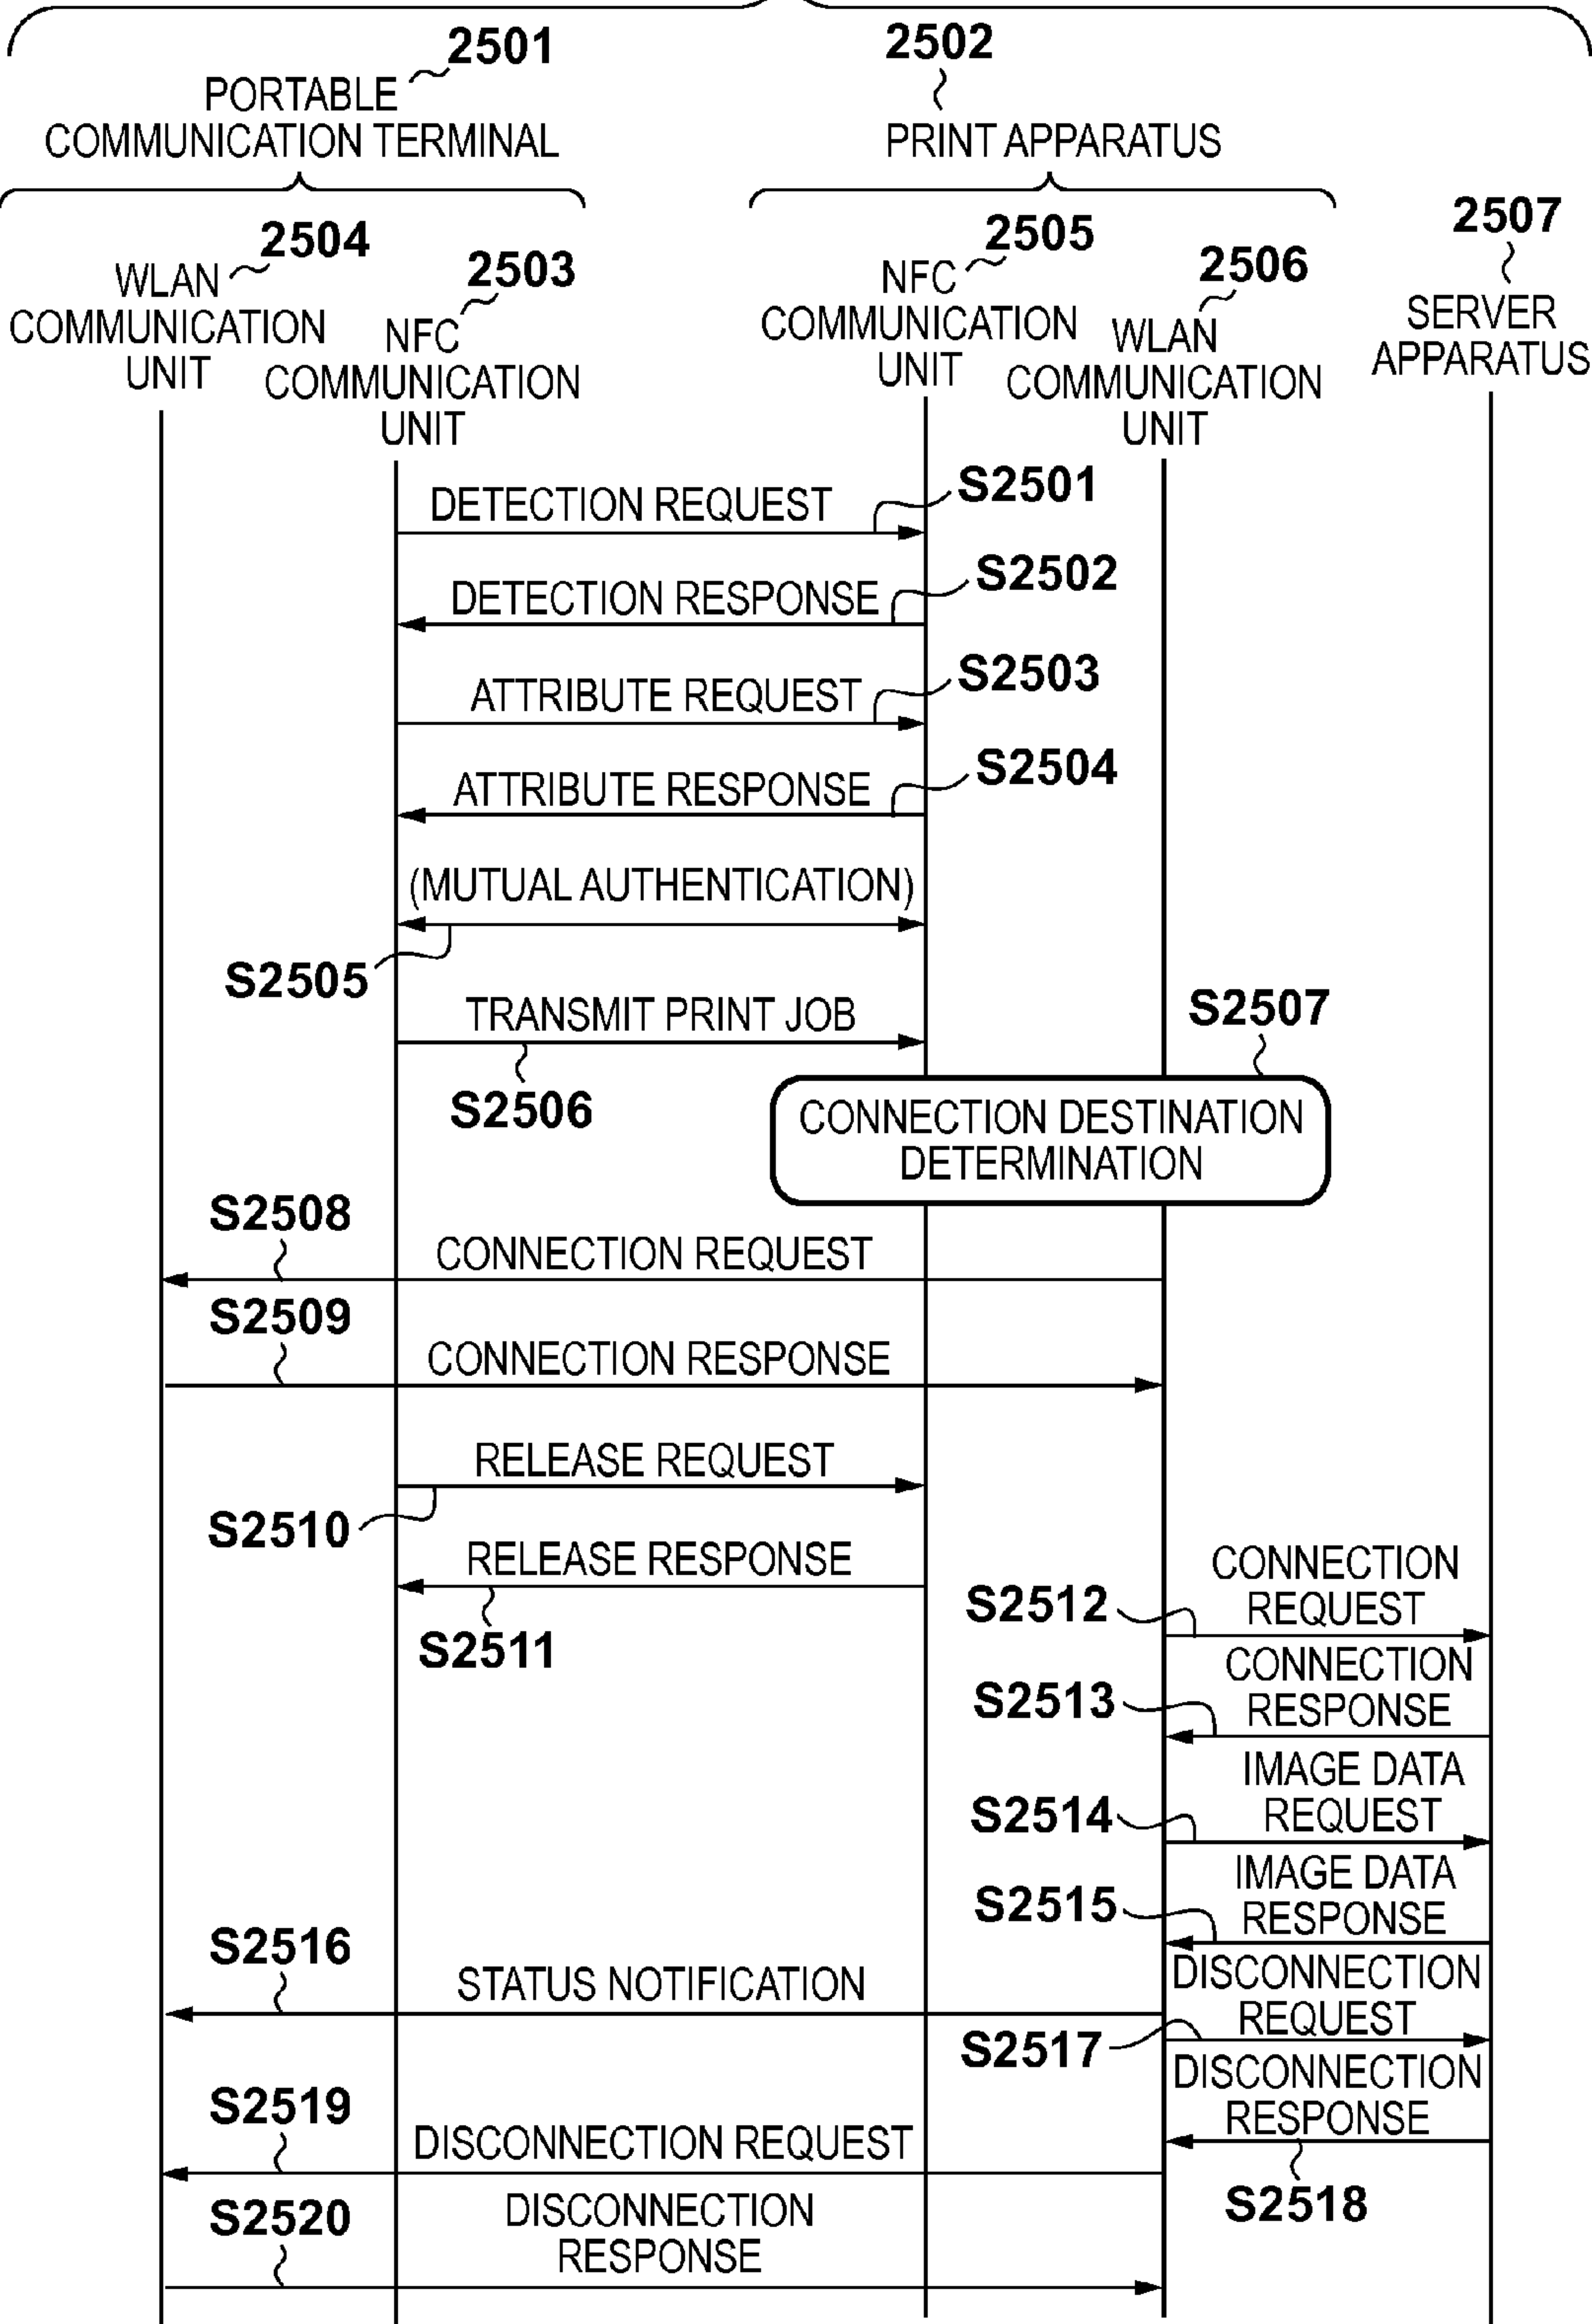 2501
PORTABLE
COMMUNICATION TERMINAL
2502
PRINT APPARATUS
2504
WLAN
COMMUNICATION
UNIT
2503
NFC
COMMUNICATION
UNIT
2505
NFC
COMMUNICATION
UNIT
2506
WLAN
COMMUNICATION
UNIT
2507
SERVER
APPARATUS
DETECTION REQUEST
S2501
DETECTION RESPONSE
S2502
ATTRIBUTE REQUEST
S2503
ATTRIBUTE RESPONSE
S2504
(MUTUAL AUTHENTICATION)
S2505
TRANSMIT PRINT JOB
S2506
S2507
CONNECTION DESTINATION
DETERMINATION
S2508
CONNECTION REQUEST
S2509
CONNECTION RESPONSE
RELEASE REQUEST
S2510
RELEASE RESPONSE
S2511
S2512
CONNECTION
REQUEST
S2513
CONNECTION
RESPONSE
S2514
IMAGE DATA
REQUEST
S2515
IMAGE DATA
RESPONSE
S2516
STATUS NOTIFICATION
S2517
DISCONNECTION
REQUEST
DISCONNECTION
RESPONSE
S2518
S2519
DISCONNECTION REQUEST
S2520
DISCONNECTION
RESPONSE